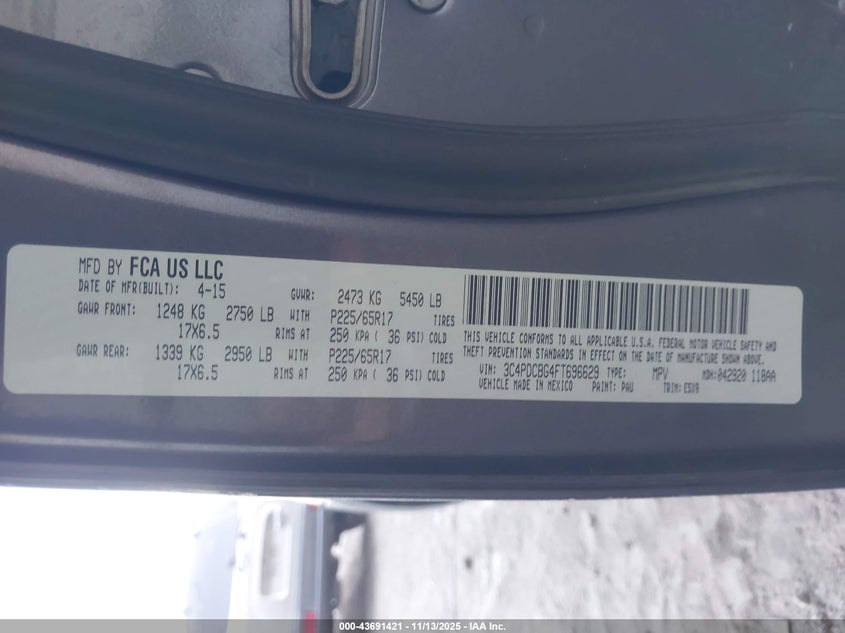 MFD BY FCA US LLC
DATE OF MFR(BUILT): 4-15 GVWR: 2473 KG 5450 LB
GAWR FRONT: 1248 KG 2750 LB WITH P225/65R17 TIRES
17X6.5 RIMS AT 250 KPA ( 36 PSI) COLD
GAWR REAR: 1339 KG 2950 LB WITH P225/65R17 TIRES
17X6.5 RIMS AT 250 KPA ( 36 PSI) COLD
THIS VEHICLE CONFORMS TO ALL APPLICABLE U.S.A. FEDERAL MOTOR VEHICLE SAFETY AND
THEFT PREVENTION STANDARDS IN EFFECT ON THE DATE OF MANUFACTURE SHOWN ABOVE.
VIN: 3C4PDCBG4FT696629 TYPE: MPV MDH: 042920 118AA
VEHICLE MADE IN MEXICO PAINT: PAU TRIM: E5X9
000-43691421 - 11/13/2025 - IAA Inc.